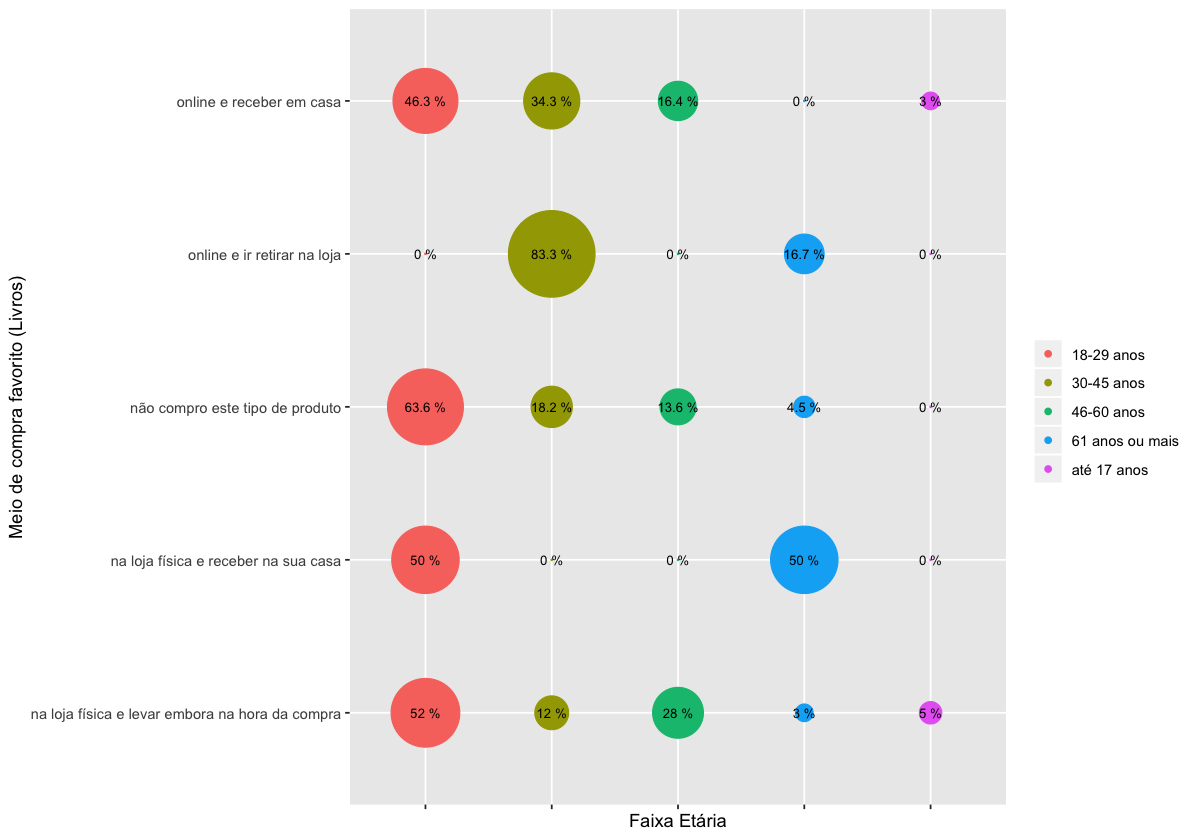 Meio de compra favorito (Livros)
online e receber em casa
46.3 %
34.3 %
16.4 %
0 %
3 %
online e ir retirar na loja
0 %
83.3 %
0 %
16.7 %
0 %
não compro este tipo de produto
63.6 %
18.2 %
13.6 %
4.5 %
0 %
na loja física e receber na sua casa
50 %
0 %
0 %
50 %
0 %
na loja física e levar embora na hora da compra
52 %
12 %
28 %
3 %
5 %
Faixa Etária
18-29 anos
30-45 anos
46-60 anos
61 anos ou mais
até 17 anos